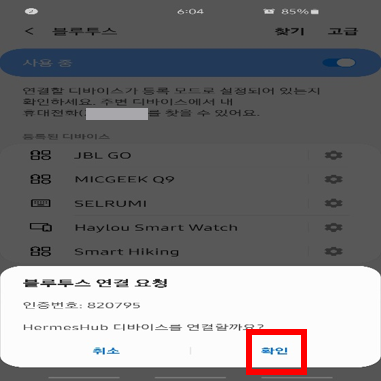 6:04
85%
< 블루투스 찾기 고급
사용 중
연결할 디바이스가 등록 모드로 설정되어 있는지
확인하세요. 주변 디바이스에서 내
휴대전화( 를 찾을 수 있어요.
등록된 디바이스
JBL GO
MICGEEK Q9
SELRUMI
Haylou Smart Watch
Smart Hiking
블루투스 연결 요청
인증번호: 820795
HermesHub 디바이스를 연결할까요?
취소 확인